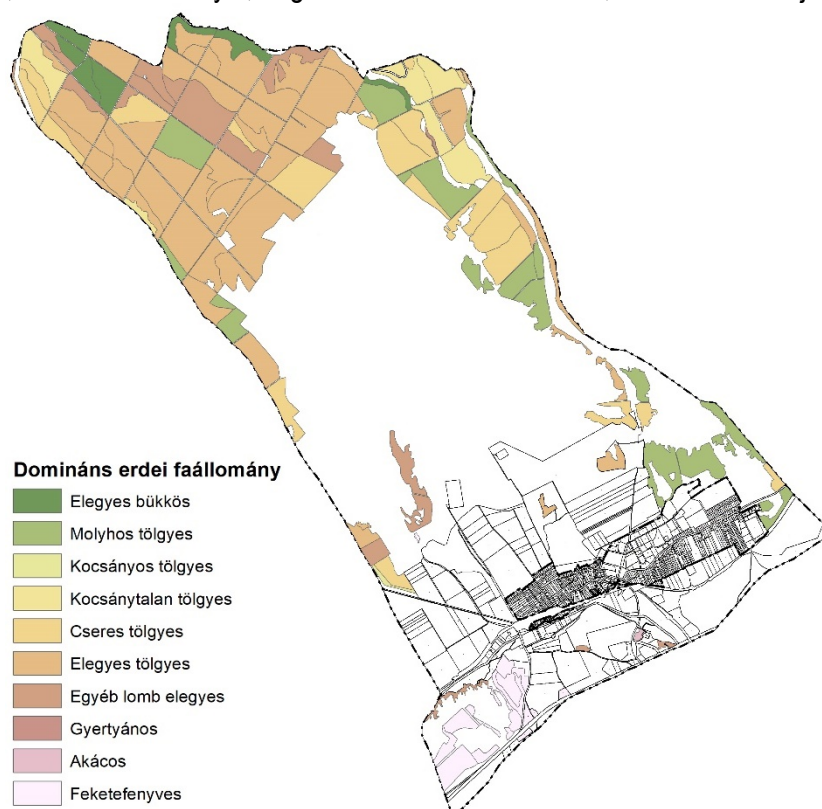 Domináns erdei faállomány
Elegyes bükkös
Molyhos tölgyes
Kocsányos tölgyes
Kocsánytalan tölgyes
Cseres tölgyes
Elegyes tölgyes
Egyéb lomb elegyes
Gyertyános
Akácos
Feketefenyves